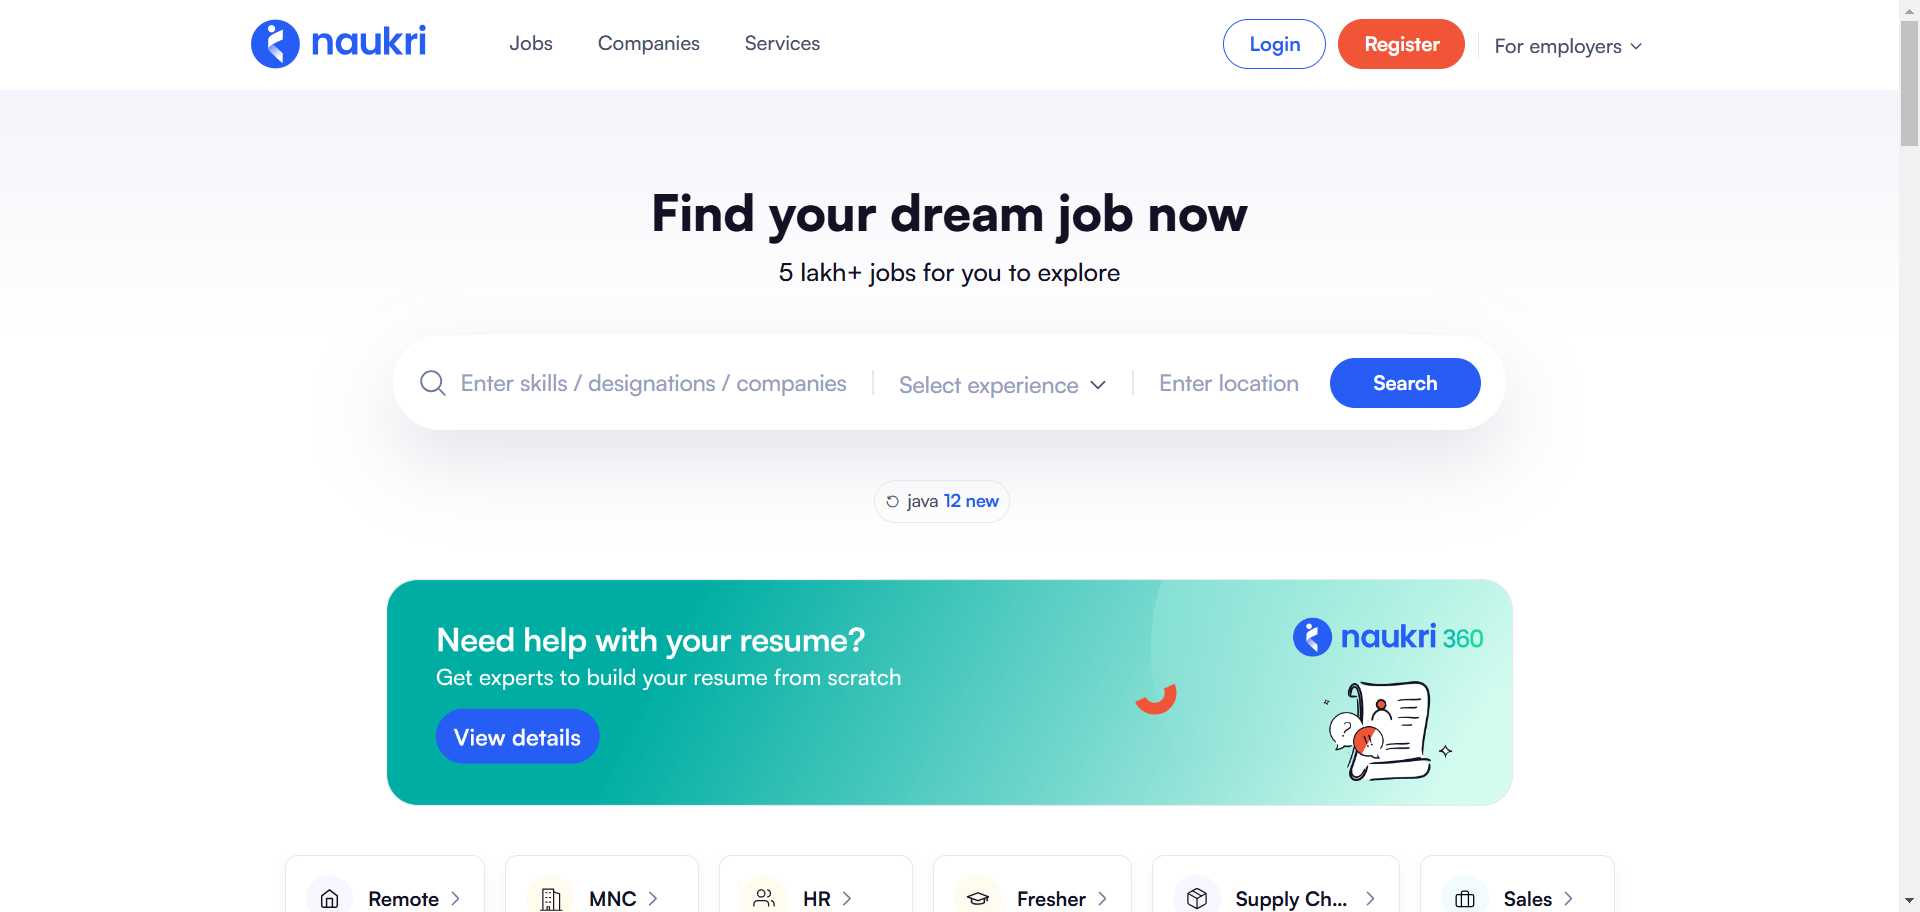 naukri
Jobs Companies Services
Login Register For employers
Find your dream job now
5 lakh+ jobs for you to explore
Enter skills / designations / companies Select experience Enter location Search
java 12 new
Need help with your resume?
Get experts to build your resume from scratch
View details
naukri 360
? !!
Remote MNC HR Fresher Supply Ch... Sales